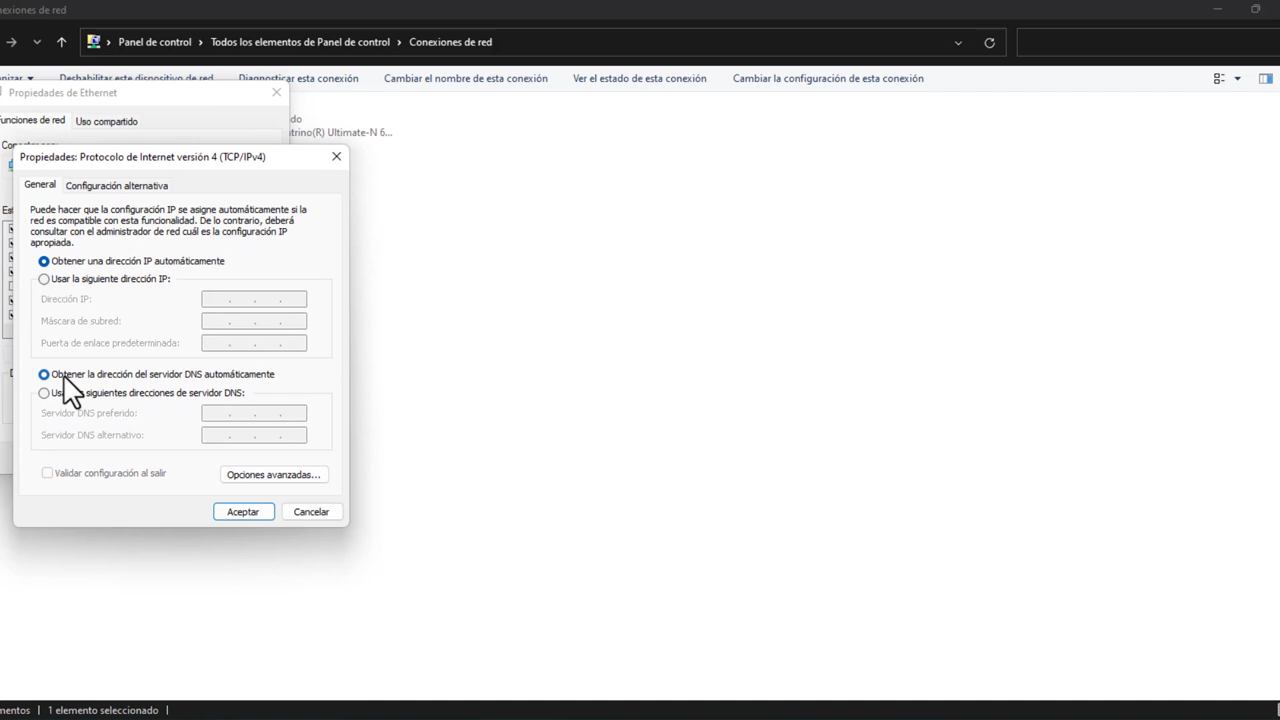 nexiones de red
Panel de control > Todos los elementos de Panel de control > Conexiones de red
nizar Deshabilitar este dispositivo de red Diagnosticar esta conexión Cambiar el nombre de esta conexión Ver el estado de esta conexión Cambiar la configuración de esta conexión
Propiedades de Ethernet
ado
ntrino(R) Ultimate-N 6...
Funciones de red Uso compartido
Propiedades: Protocolo de Internet versión 4 (TCP/IPv4)
General Configuración alternativa
Puede hacer que la configuración IP se asigne automáticamente si la
red es compatible con esta funcionalidad. De lo contrario, deberá
consultar con el administrador de red cuál es la configuración IP
apropiada.
Obtener una dirección IP automáticamente
Usar la siguiente dirección IP:
Dirección IP:
Máscara de subred:
Puerta de enlace predeterminada:
Obtener la dirección del servidor DNS automáticamente
siguientes direcciones de servidor DNS:
Servidor DNS preferido:
Servidor DNS alternativo:
Validar configuración al salir
Opciones avanzadas...
Aceptar Cancelar
mentos | 1 elemento seleccionado |